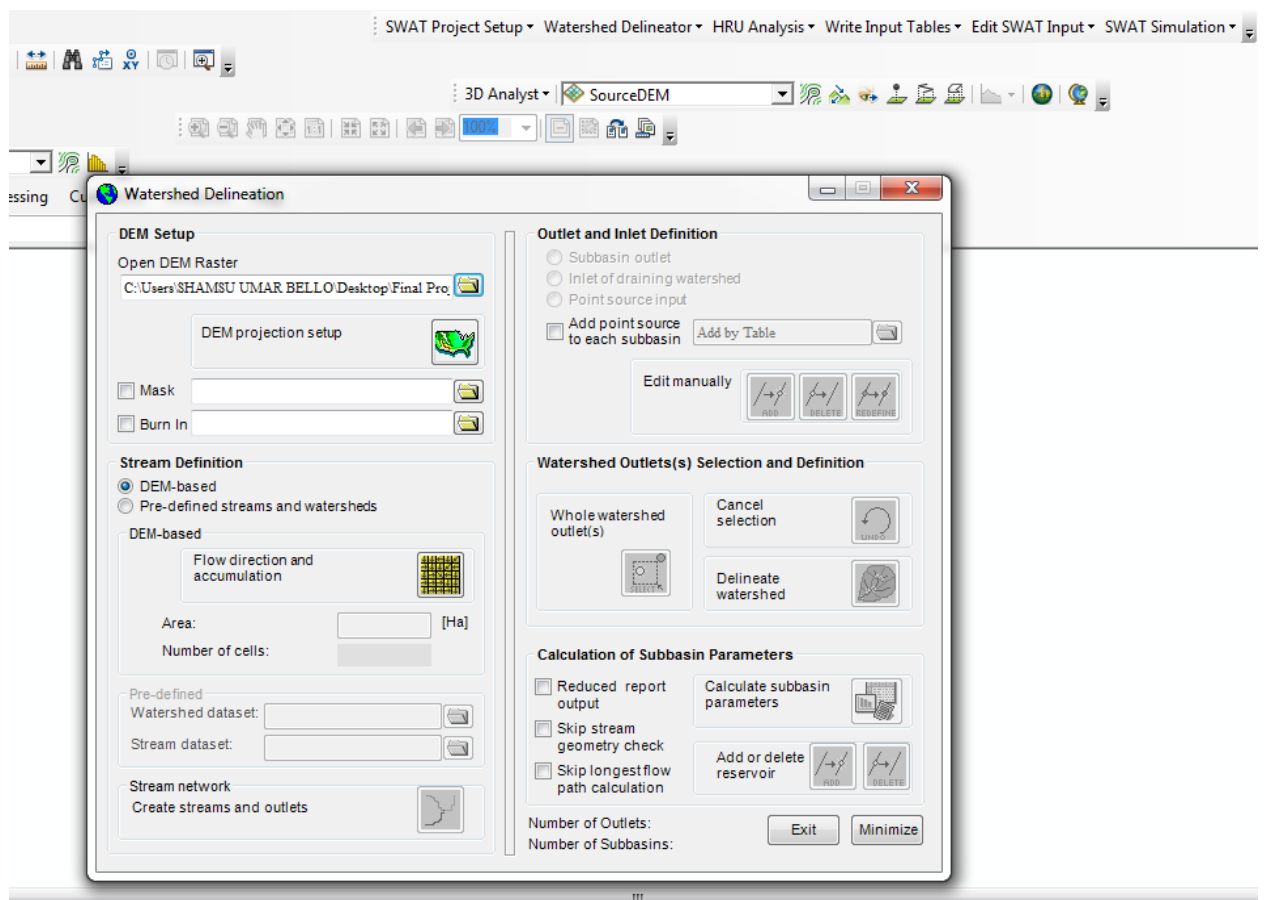 SWAT Project Setup Watershed Delineator HRU Analysis Write Input Tables Edit SWAT Input SWAT Simulation
XY
3D Analyst SourceDEM
1:1 100%
essing Cu
Watershed Delineation
DEM Setup
Open DEM Raster
C:\Users\SHAMSU UMAR BELLO\Desktop\Final Proj
DEM projection setup
Mask
Burn In
Stream Definition
DEM-based
Pre-defined streams and watersheds
DEM-based
Flow direction and
accumulation
Area: [Ha]
Number of cells:
Pre-defined
Watershed dataset:
Stream dataset:
Stream network
Create streams and outlets
Outlet and Inlet Definition
Subbasin outlet
Inlet of draining watershed
Point source input
Add point source
to each subbasin
Add by Table
Edit manually
ADD DELETE REDEFINE
Watershed Outlets(s) Selection and Definition
Whole watershed
outlet(s)
SELECT
Cancel
selection
UNDO
Delineate
watershed
Calculation of Subbasin Parameters
Reduced report
output
Skip stream
geometry check
Skip longest flow
path calculation
Calculate subbasin
parameters
Add or delete
reservoir
ADD DELETE
Number of Outlets:
Number of Subbasins:
Exit Minimize